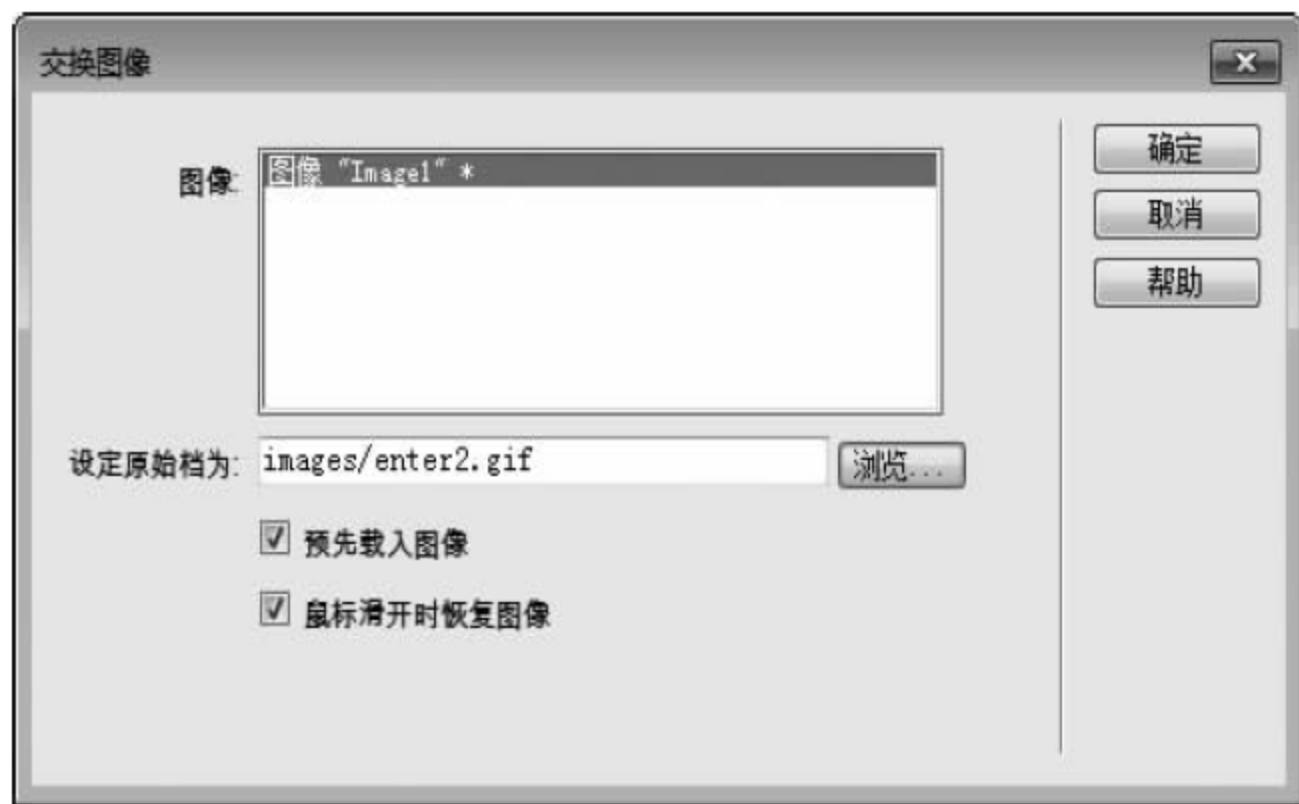 交换图像
图像: 图像 "Image1" *
设定原始档为: images/enter2.gif 浏览...
预先载入图像
鼠标滑开时恢复图像
确定
取消
帮助